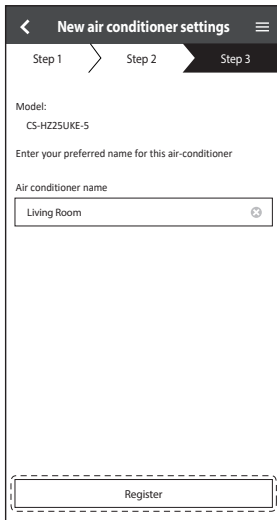 New air conditioner settings
Step 1 Step 2 Step 3
Model:
CS-HZ25UKE-5
Enter your preferred name for this air-conditioner
Air conditioner name
Living Room
Register